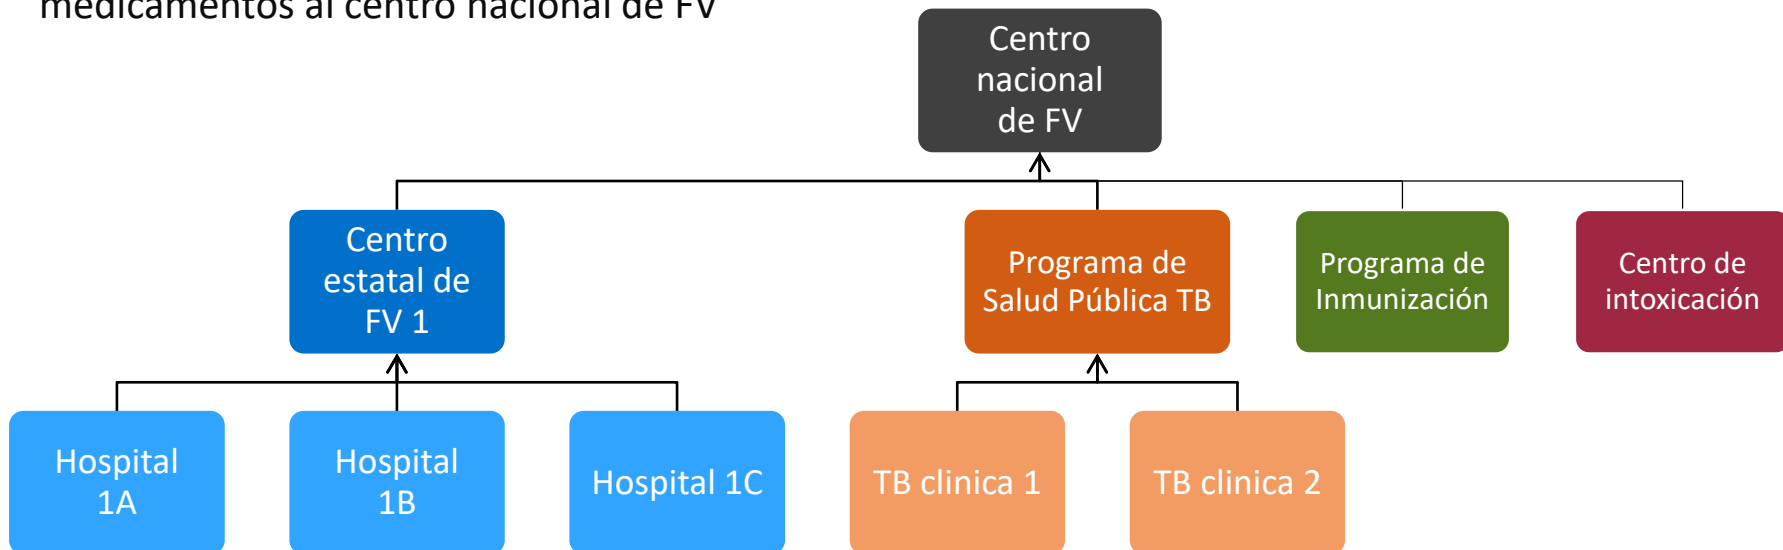 medicamentos al centro nacional de FV
Centro
nacional
de FV
Centro
estatal de
FV 1
Programa de
Salud Pública TB
Programa de
Inmunización
Centro de
intoxicación
Hospital
1A
Hospital
1B
Hospital 1C
TB clinica 1
TB clinica 2